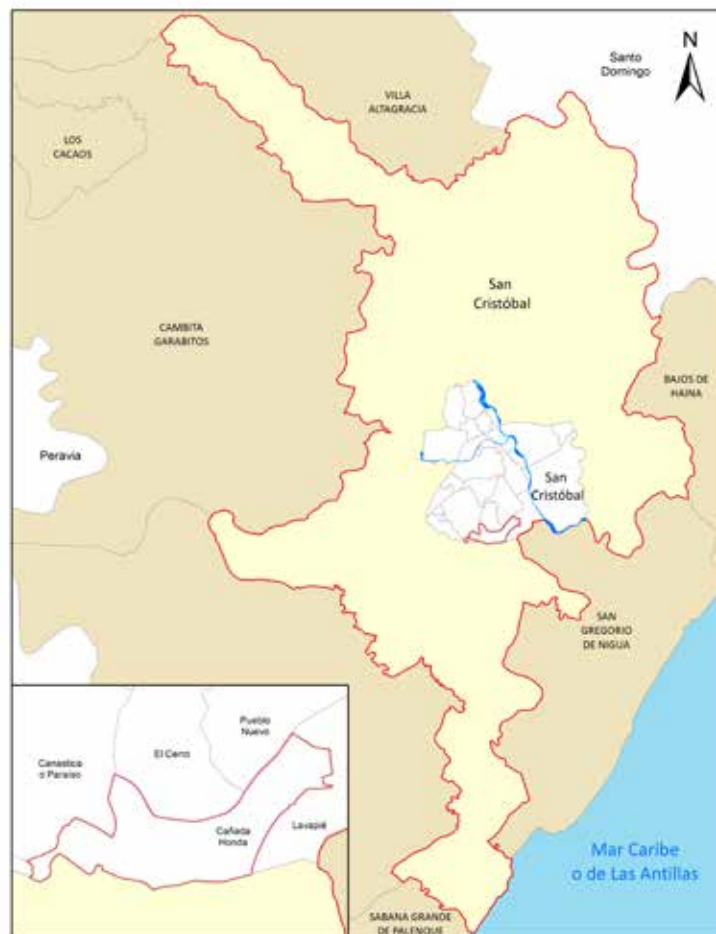 N
Santo
Domingo
VILLA
ALTAGRACIA
LOS
CACAOS
San
Cristóbal
CAMBITA
GARABITOS
BAJOS DE
HAINA
Peravia
San
Cristóbal
SAN
GREGORIO
DE NIGUA
Pueblo
Nuevo
El Cerro
Canastica
o Paraíso
Cañada
Honda
Lavapié
Mar Caribe
o de Las Antillas
SABANA GRANDE
DE PALENQUE